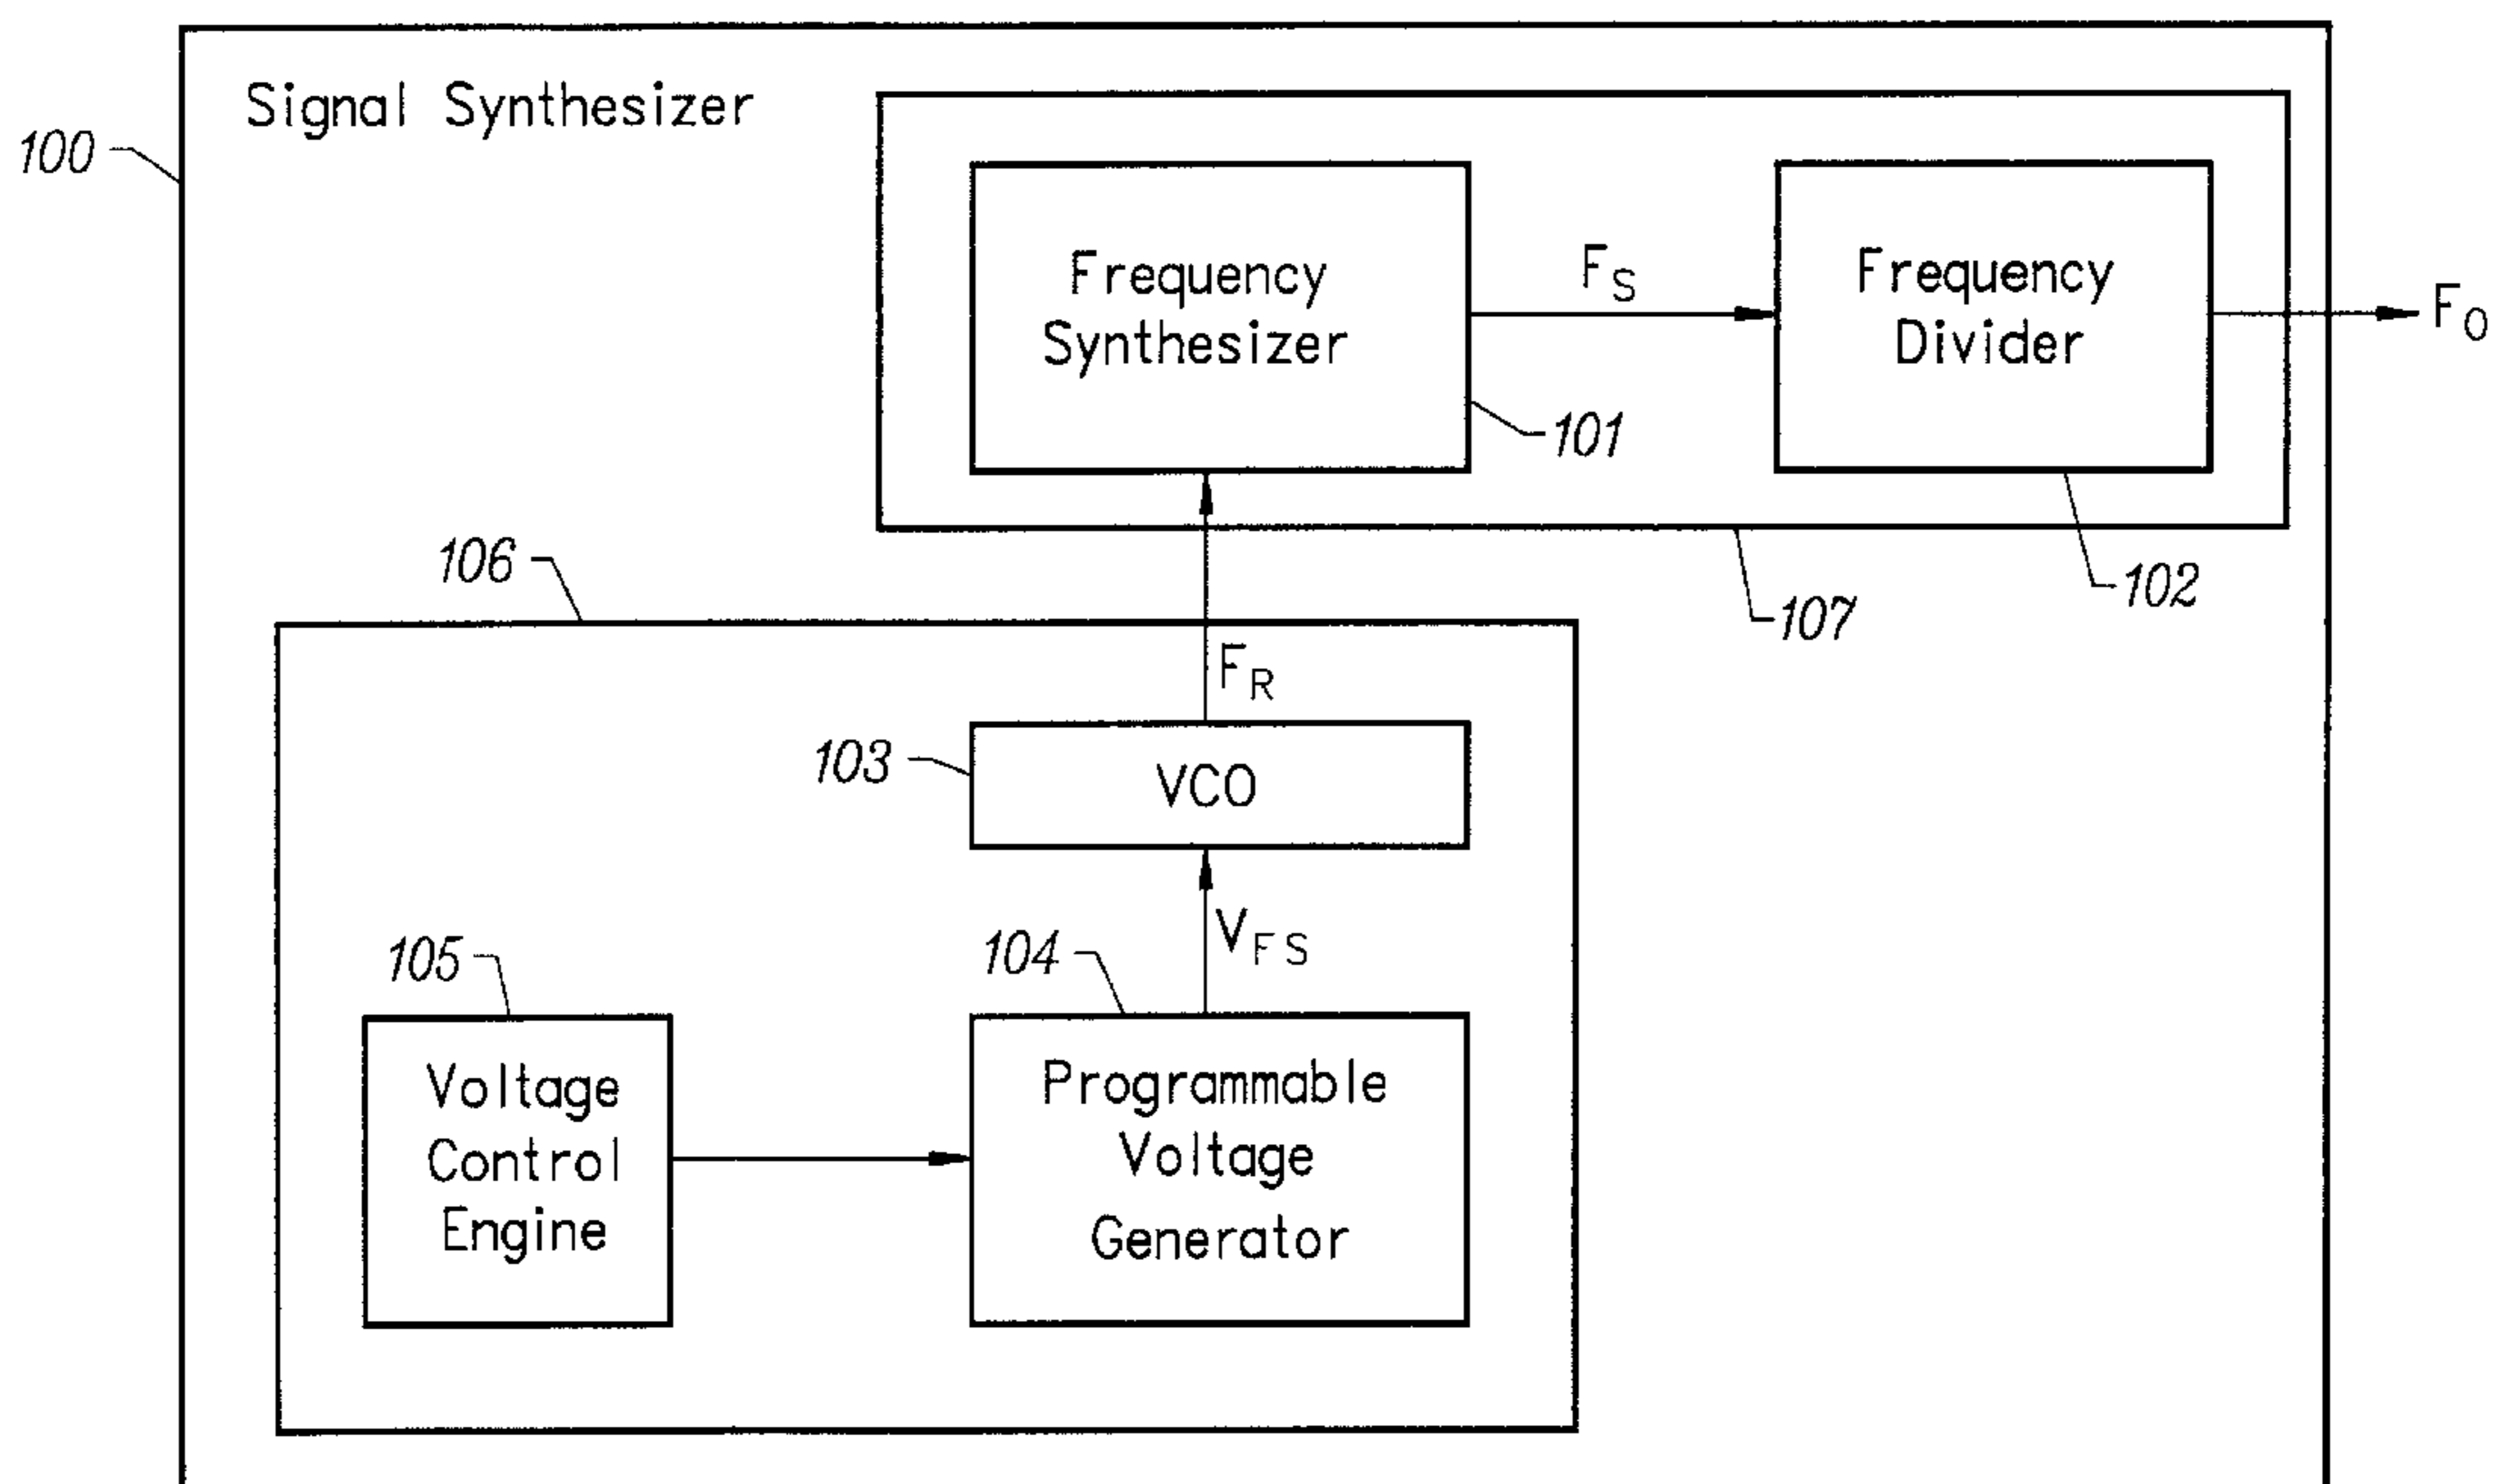 Signal Synthesizer
100
Frequency
Synthesizer
F_S
Frequency
Divider
F_O
101
102
107
106
F_R
103
VCO
V_FS
104
105
Voltage
Control
Engine
Programmable
Voltage
Generator